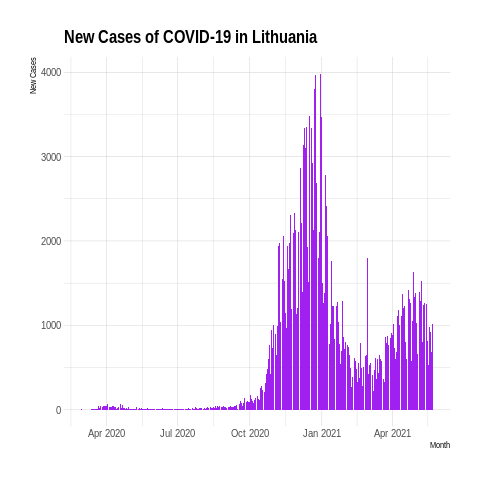 New Cases of COVID-19 in Lithuania
New Cases
4000
3000
2000
1000
0
Apr 2020 Jul 2020 Oct 2020 Jan 2021 Apr 2021
Month